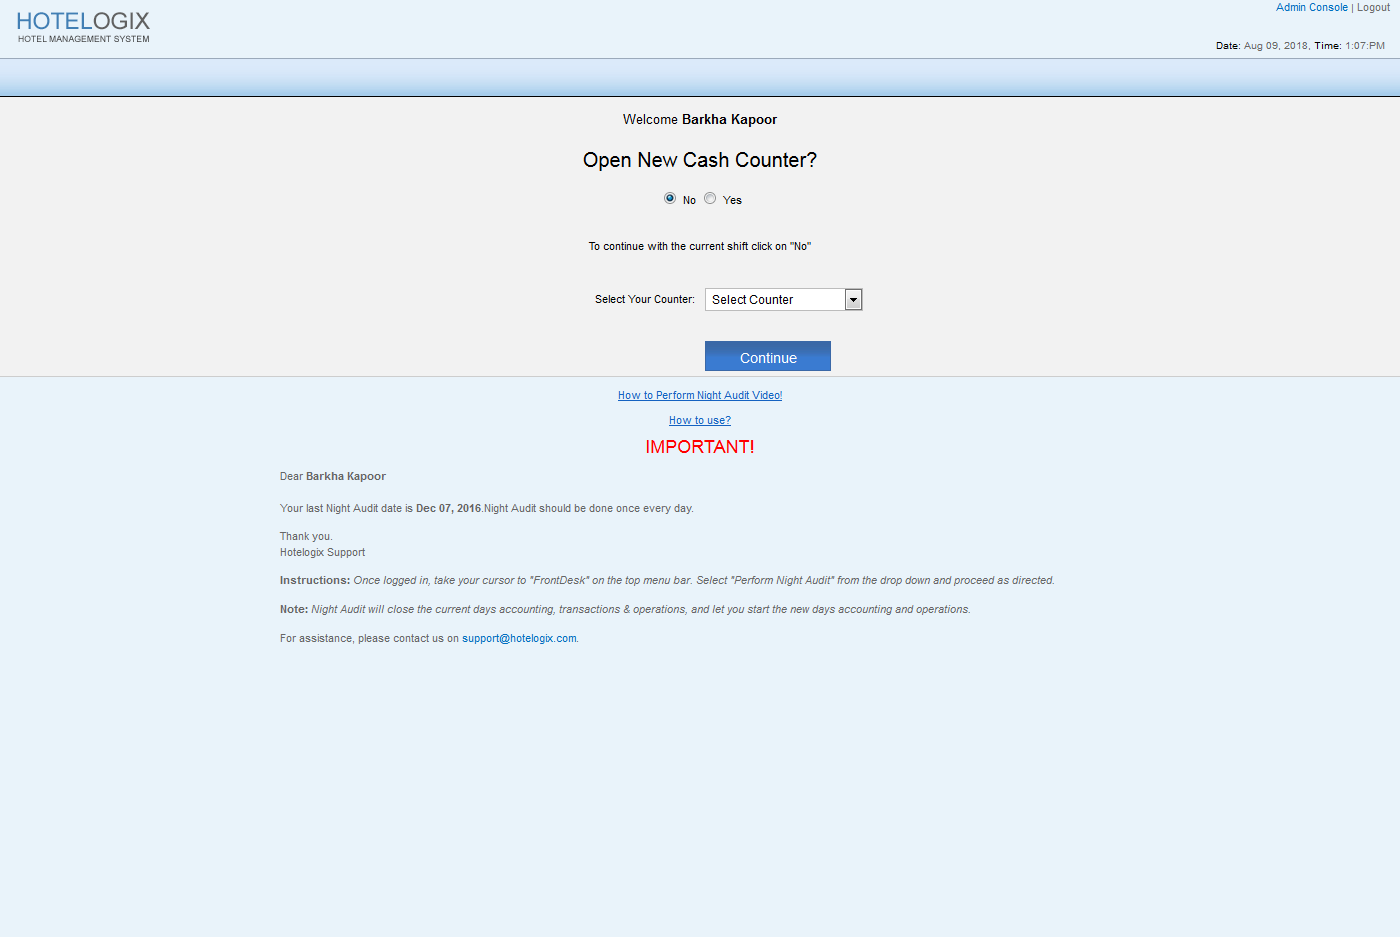 HOTELOGIX
HOTEL MANAGEMENT SYSTEM
Admin Console | Logout
Date: Aug 09, 2018, Time: 1:07:PM
Welcome Barkha Kapoor
Open New Cash Counter?
No Yes
To continue with the current shift click on "No"
Select Your Counter: Select Counter
Continue
How to Perform Night Audit Video!
How to use?
IMPORTANT!
Dear Barkha Kapoor
Your last Night Audit date is Dec 07, 2016.Night Audit should be done once every day.
Thank you.
Hotelogix Support
Instructions: Once logged in, take your cursor to "FrontDesk" on the top menu bar. Select "Perform Night Audit" from the drop down and proceed as directed.
Note: Night Audit will close the current days accounting, transactions & operations, and let you start the new days accounting and operations.
For assistance, please contact us on support@hotelogix.com.